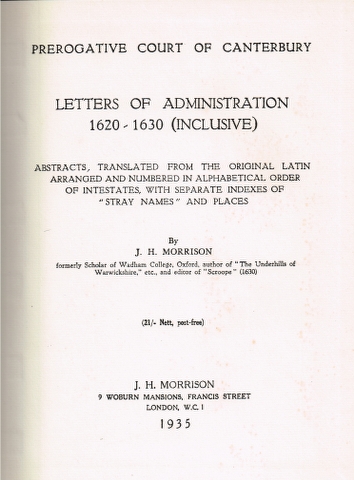 PREROGATIVE COURT OF CANTERBURY
LETTERS OF ADMINISTRATION
1620 - 1630 (INCLUSIVE)
ABSTRACTS, TRANSLATED FROM THE ORIGINAL LATIN
ARRANGED AND NUMBERED IN ALPHABETICAL ORDER
OF INTESTATES, WITH SEPARATE INDEXES OF
"STRAY NAMES" AND PLACES
By
J. H. MORRISON
formerly Scholar of Wadham College, Oxford, author of "The Underhills of
Warwickshire," etc., and editor of "Scroope" (1630)
(21/- Nett, post-free)
J. H. MORRISON
9 WOBURN MANSIONS, FRANCIS STREET
LONDON, W.C. 1
1935